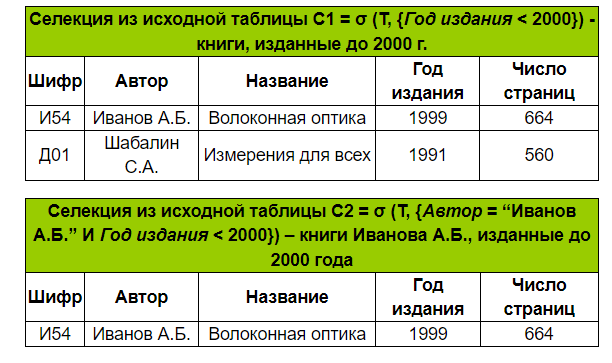 Селекция из исходной таблицы C1 = σ (T, {Год издания < 2000}) -
книги, изданные до 2000 г.
Шифр Автор Название Год издания Число страниц
И54 Иванов А.Б. Волоконная оптика 1999 664
Д01 Шабалин С.А. Измерения для всех 1991 560
Селекция из исходной таблицы C2 = σ (T, {Автор = “Иванов
А.Б.” И Год издания < 2000}) – книги Иванова А.Б., изданные до
2000 года
Шифр Автор Название Год издания Число страниц
И54 Иванов А.Б. Волоконная оптика 1999 664